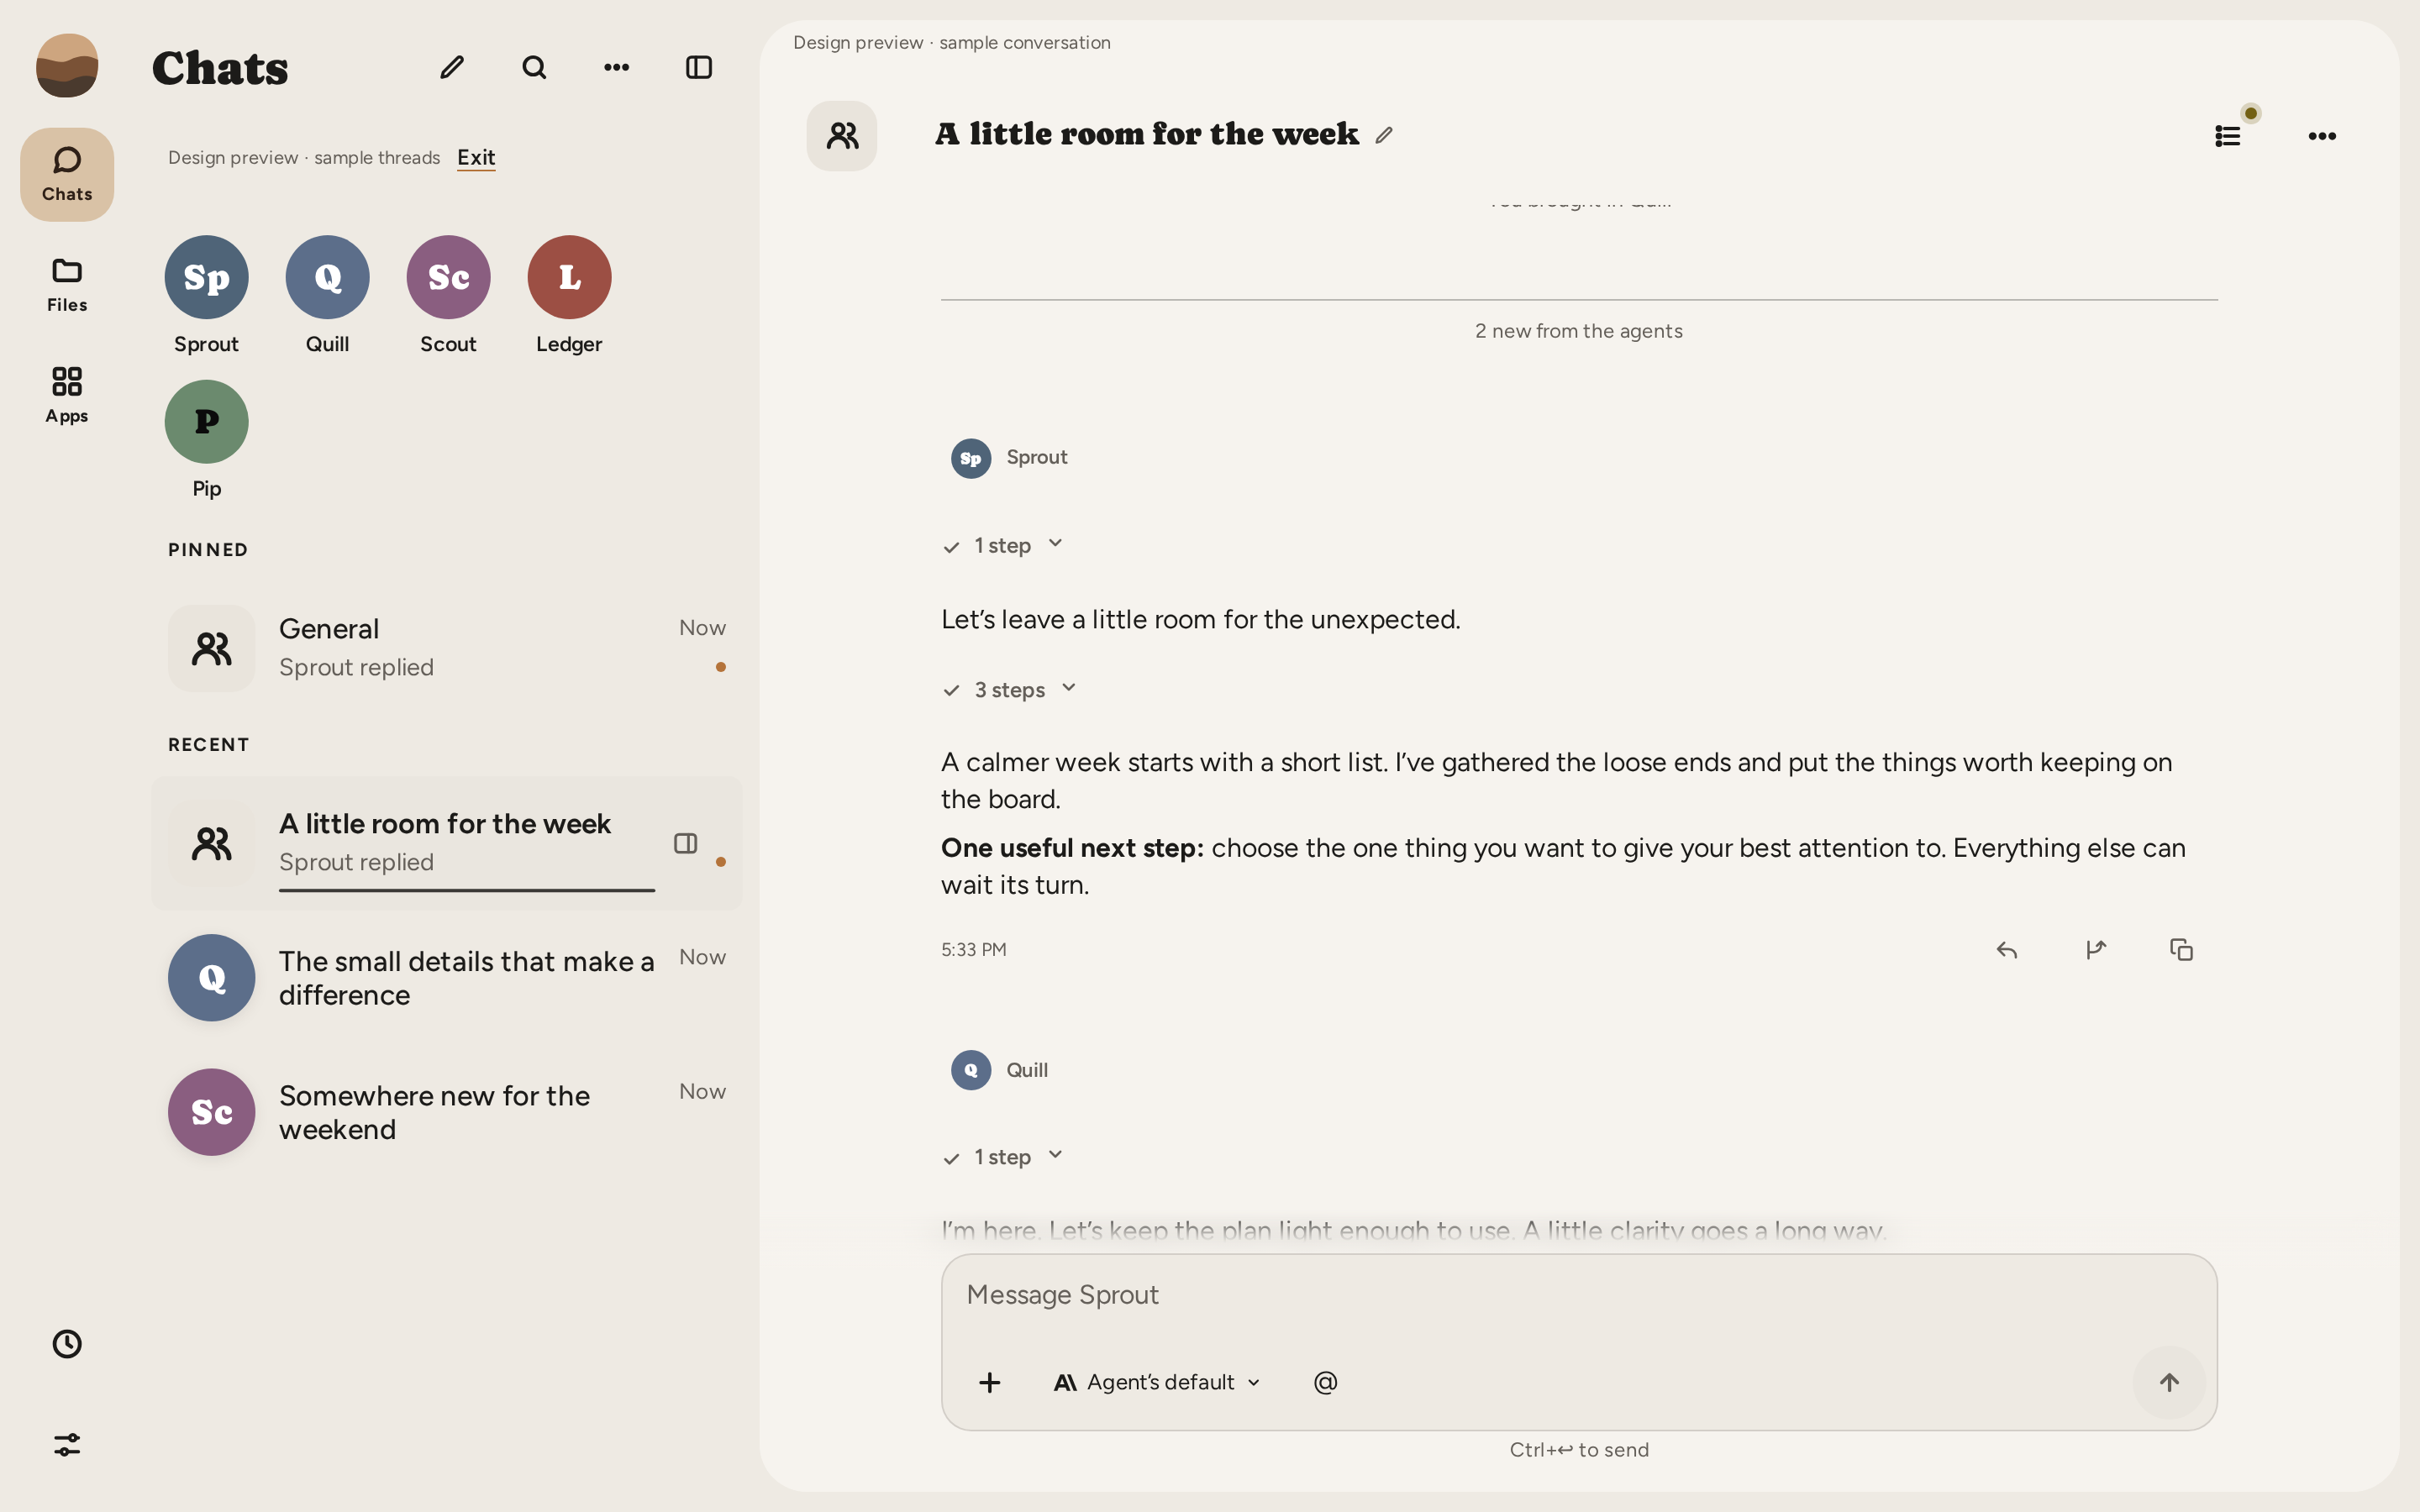 Chats
Design preview · sample threads Exit
Chats
Files
Apps
Sp
Q
Sc
L
Sprout
Quill
Scout
Ledger
P
Pip
PINNED
General
Now
Sprout replied
RECENT
A little room for the week
Sprout replied
Q
The small details that make a
difference
Now
Sc
Somewhere new for the
weekend
Now
Design preview · sample conversation
A little room for the week
You brought in Quill
2 new from the agents
Sp
Sprout
1 step
Let’s leave a little room for the unexpected.
3 steps
A calmer week starts with a short list. I’ve gathered the loose ends and put the things worth keeping on
the board.
One useful next step: choose the one thing you want to give your best attention to. Everything else can
wait its turn.
5:33 PM
Q
Quill
1 step
I’m here. Let’s keep the plan light enough to use. A little clarity goes a long way.
Message Sprout
Agent’s default
@
Ctrl+↩ to send